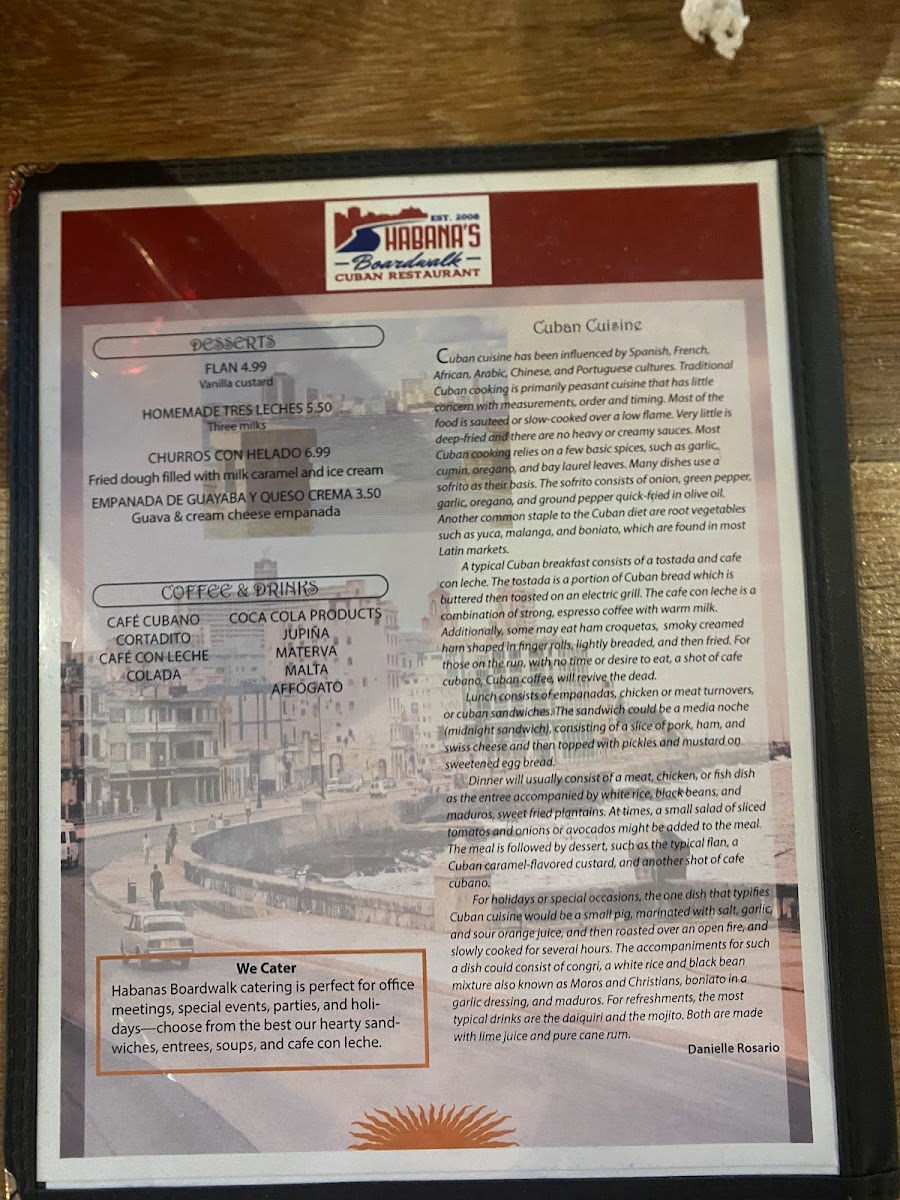 EST. 2008
HABANA'S
Boardwalk
CUBAN RESTAURANT
DESSERTS
FLAN 4.99
Vanilla custard
HOMEMADE TRES LECHES 5.50
Three milks
CHURROS CON HELADO 6.99
Fried dough filled with milk caramel and ice cream
EMPANADA DE GUAYABA Y QUESO CREMA 3.50
Guava & cream cheese empanada
COFFEE & DRINKS
CAFÉ CUBANO
CORTADITO
CAFÉ CON LECHE
COLADA
COCA COLA PRODUCTS
JUPIÑA
MATERVA
MALTA
AFFOGATO
We Cater
Habanas Boardwalk catering is perfect for office
meetings, special events, parties, and holi-
days—choose from the best our hearty sand-
wiches, entrees, soups, and cafe con leche.
Cuban Cuisine
Cuban cuisine has been influenced by Spanish, French,
African, Arabic, Chinese, and Portuguese cultures. Traditional
Cuban cooking is primarily peasant cuisine that has little
concern with measurements, order and timing. Most of the
food is sauteed or slow-cooked over a low flame. Very little is
deep-fried and there are no heavy or creamy sauces. Most
Cuban cooking relies on a few basic spices, such as garlic,
cumin, oregano, and bay laurel leaves. Many dishes use a
sofrito as their basis. The sofrito consists of onion, green pepper,
garlic, oregano, and ground pepper quick-fried in olive oil.
Another common staple to the Cuban diet are root vegetables
such as yuca, malanga, and boniato, which are found in most
Latin markets.
A typical Cuban breakfast consists of a tostada and cafe
con leche. The tostada is a portion of Cuban bread which is
buttered then toasted on an electric grill. The cafe con leche is a
combination of strong, espresso coffee with warm milk.
Additionally, some may eat ham croquetas, smoky creamed
ham shaped in finger rolls, lightly breaded, and then fried. For
those on the run, with no time or desire to eat, a shot of cafe
cubano, Cuban coffee, will revive the dead.
Lunch consists of empanadas, chicken or meat turnovers,
or cuban sandwiches. The sandwich could be a media noche
(midnight sandwich), consisting of a slice of pork, ham, and
swiss cheese and then topped with pickles and mustard on
sweetened egg bread.
Dinner will usually consist of a meat, chicken, or fish dish
as the entree accompanied by white rice, black beans, and
maduros, sweet fried plantains. At times, a small salad of sliced
tomatos and onions or avocados might be added to the meal.
The meal is followed by dessert, such as the typical flan, a
Cuban caramel-flavored custard, and another shot of cafe
cubano.
For holidays or special occasions, the one dish that typifies
Cuban cuisine would be a small pig, marinated with salt, garlic,
and sour orange juice, and then roasted over an open fire, and
slowly cooked for several hours. The accompaniments for such
a dish could consist of congri, a white rice and black bean
mixture also known as Moros and Christians, boniato in a
garlic dressing, and maduros. For refreshments, the most
typical drinks are the daiquiri and the mojito. Both are made
with lime juice and pure cane rum.
Danielle Rosario